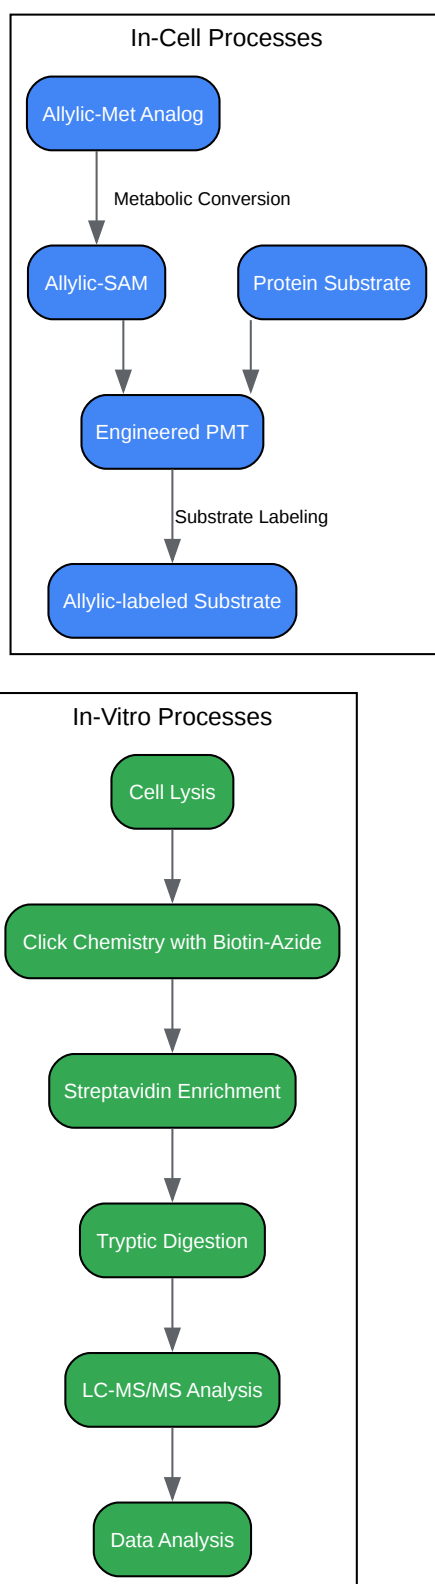 In-Cell Processes
Allylic-Met Analog
Metabolic Conversion
Allylic-SAM
Protein Substrate
Engineered PMT
Substrate Labeling
Allylic-labeled Substrate
In-Vitro Processes
Cell Lysis
Click Chemistry with Biotin-Azide
Streptavidin Enrichment
Tryptic Digestion
LC-MS/MS Analysis
Data Analysis